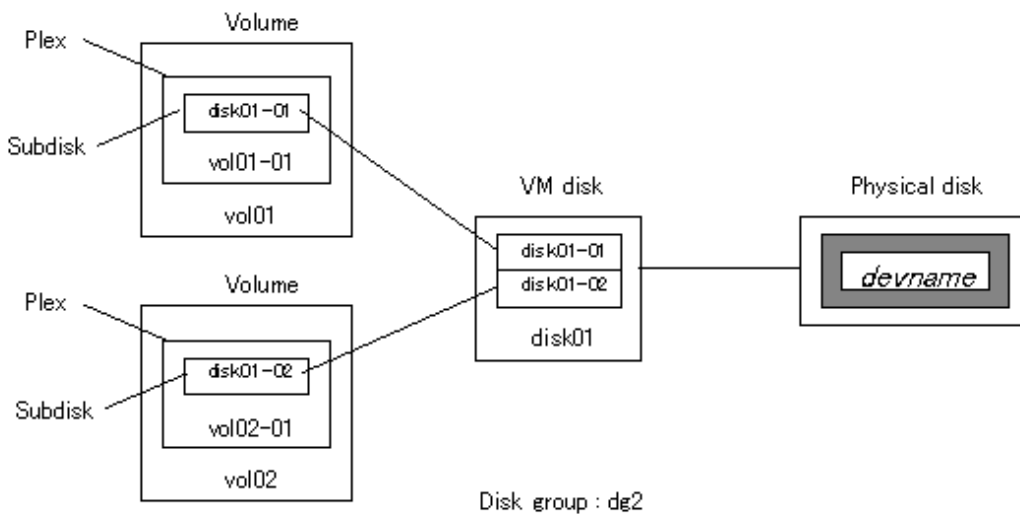 Volume
Plex
disk01-01
Subdisk
vol01-01
vol01
VM disk
Physical disk
disk01-01
disk01-02
disk01
devname
Volume
Plex
disk01-02
Subdisk
vol02-01
vol02
Disk group : dg2